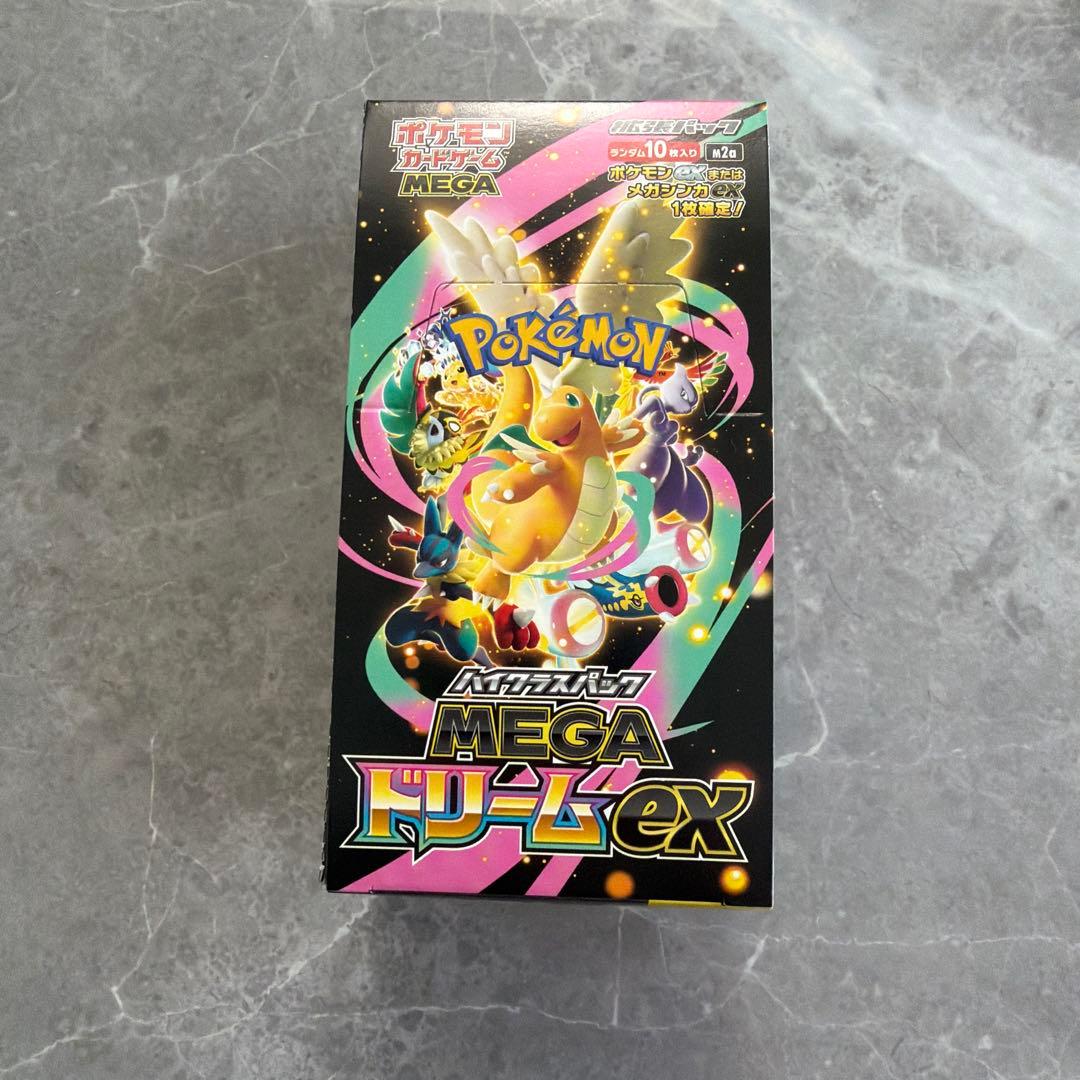 ポケモン
カードゲーム
MEGA
拡張パック
ランダム10枚入り M2a
ポケモンexまたは
メガシンカex
1枚確定!
POKéMON
TM
ハイクラスパック
MEGA
ドリームex